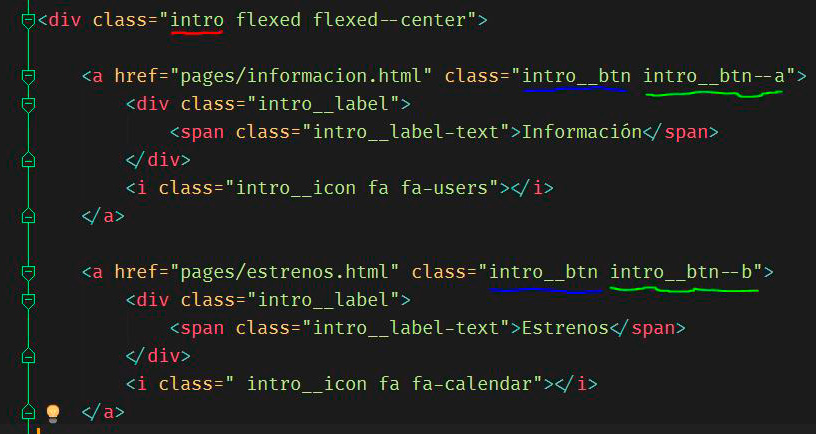 <div class="intro flexed flexed--center">
<a href="pages/informacion.html" class="intro__btn intro__btn--a">
<div class="intro__label">
<span class="intro__label-text">Información</span>
</div>
<i class="intro__icon fa fa-users"></i>
</a>
<a href="pages/estrenos.html" class="intro__btn intro__btn--b">
<div class="intro__label">
<span class="intro__label-text">Estrenos</span>
</div>
<i class=" intro__icon fa fa-calendar"></i>
</a>